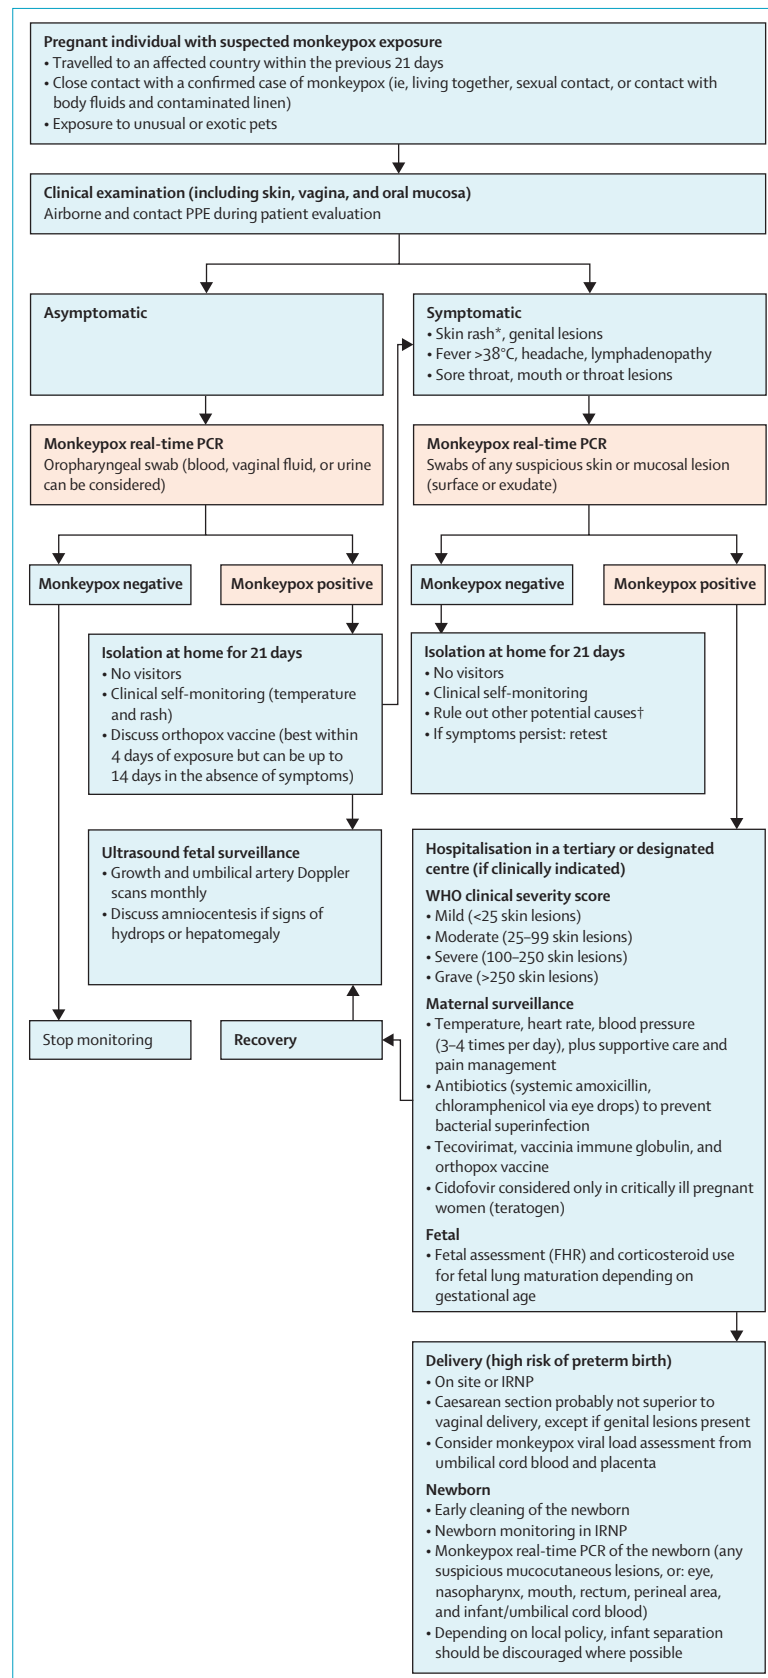 Pregnant individual with suspected monkeypox exposure
• Travelled to an affected country within the previous 21 days
• Close contact with a confirmed case of monkeypox (ie, living together, sexual contact, or contact with
body fluids and contaminated linen)
• Exposure to unusual or exotic pets
Clinical examination (including skin, vagina, and oral mucosa)
Airborne and contact PPE during patient evaluation
Asymptomatic
Symptomatic
• Skin rash*, genital lesions
• Fever >38°C, headache, lymphadenopathy
• Sore throat, mouth or throat lesions
Monkeypox real-time PCR
Oropharyngeal swab (blood, vaginal fluid, or urine
can be considered)
Monkeypox real-time PCR
Swabs of any suspicious skin or mucosal lesion
(surface or exudate)
Monkeypox negative
Monkeypox positive
Monkeypox negative
Monkeypox positive
Isolation at home for 21 days
• No visitors
• Clinical self-monitoring (temperature
and rash)
• Discuss orthopox vaccine (best within
4 days of exposure but can be up to
14 days in the absence of symptoms)
Isolation at home for 21 days
• No visitors
• Clinical self-monitoring
• Rule out other potential causes†
• If symptoms persist: retest
Ultrasound fetal surveillance
• Growth and umbilical artery Doppler
scans monthly
• Discuss amniocentesis if signs of
hydrops or hepatomegaly
Stop monitoring
Recovery
Hospitalisation in a tertiary or designated
centre (if clinically indicated)
WHO clinical severity score
• Mild (<25 skin lesions)
• Moderate (25–99 skin lesions)
• Severe (100–250 skin lesions)
• Grave (>250 skin lesions)
Maternal surveillance
• Temperature, heart rate, blood pressure
(3–4 times per day), plus supportive care and
pain management
• Antibiotics (systemic amoxicillin,
chloramphenicol via eye drops) to prevent
bacterial superinfection
• Tecovirimat, vaccinia immune globulin, and
orthopox vaccine
• Cidofovir considered only in critically ill pregnant
women (teratogen)
Fetal
• Fetal assessment (FHR) and corticosteroid use
for fetal lung maturation depending on
gestational age
Delivery (high risk of preterm birth)
• On site or IRNP
• Caesarean section probably not superior to
vaginal delivery, except if genital lesions present
• Consider monkeypox viral load assessment from
umbilical cord blood and placenta
Newborn
• Early cleaning of the newborn
• Newborn monitoring in IRNP
• Monkeypox real-time PCR of the newborn (any
suspicious mucocutaneous lesions, or: eye,
nasopharynx, mouth, rectum, perineal area,
and infant/umbilical cord blood)
• Depending on local policy, infant separation
should be discouraged where possible